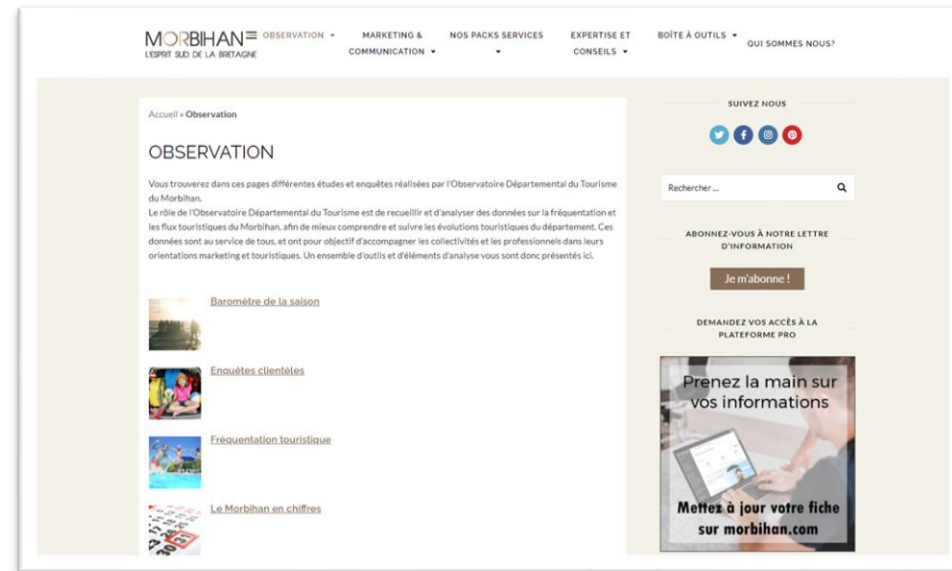 MORBIHAN
L'ESPRIT SUD DE LA BRETAGNE
OBSERVATION
MARKETING &
COMMUNICATION
NOS PACKS SERVICES
EXPERTISE ET
CONSEILS
BOÎTE À OUTILS
QUI SOMMES NOUS?
Accueil » Observation
OBSERVATION
Vous trouverez dans ces pages différentes études et enquêtes réalisées par l'Observatoire Départemental du Tourisme
du Morbihan.
Le rôle de l'Observatoire Départemental du Tourisme est de recueillir et d'analyser des données sur la fréquentation et
les flux touristiques du Morbihan, afin de mieux comprendre et suivre les évolutions touristiques du département. Ces
données sont au service de tous, et ont pour objectif d'accompagner les collectivités et les professionnels dans leurs
orientations marketing et touristiques. Un ensemble d'outils et d'éléments d'analyse vous sont donc présentés ici.
Baromètre de la saison
Enquêtes clientèles
Fréquentation touristique
Le Morbihan en chiffres
30
31
SUIVEZ NOUS
Rechercher ...
ABONNEZ-VOUS À NOTRE LETTRE
D'INFORMATION
Je m'abonne !
DEMANDEZ VOS ACCÈS À LA
PLATEFORME PRO
Prenez la main sur
vos informations
Mettez à jour votre fiche
sur morbihan.com